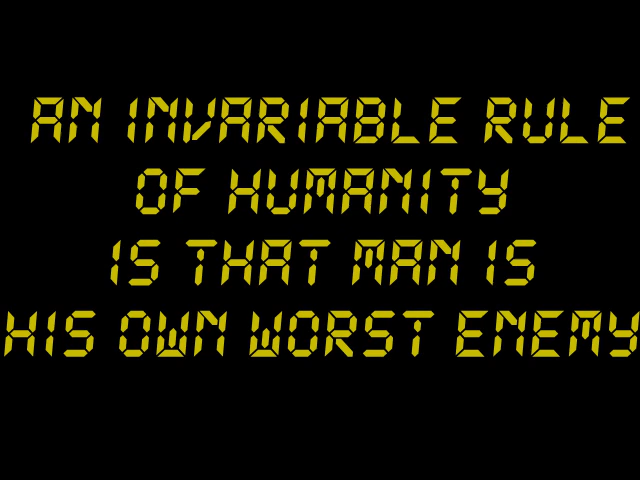 AN INVARIABLE RULE
OF HUMANITY
IS THAT MAN IS
HIS OWN WORST ENEMY